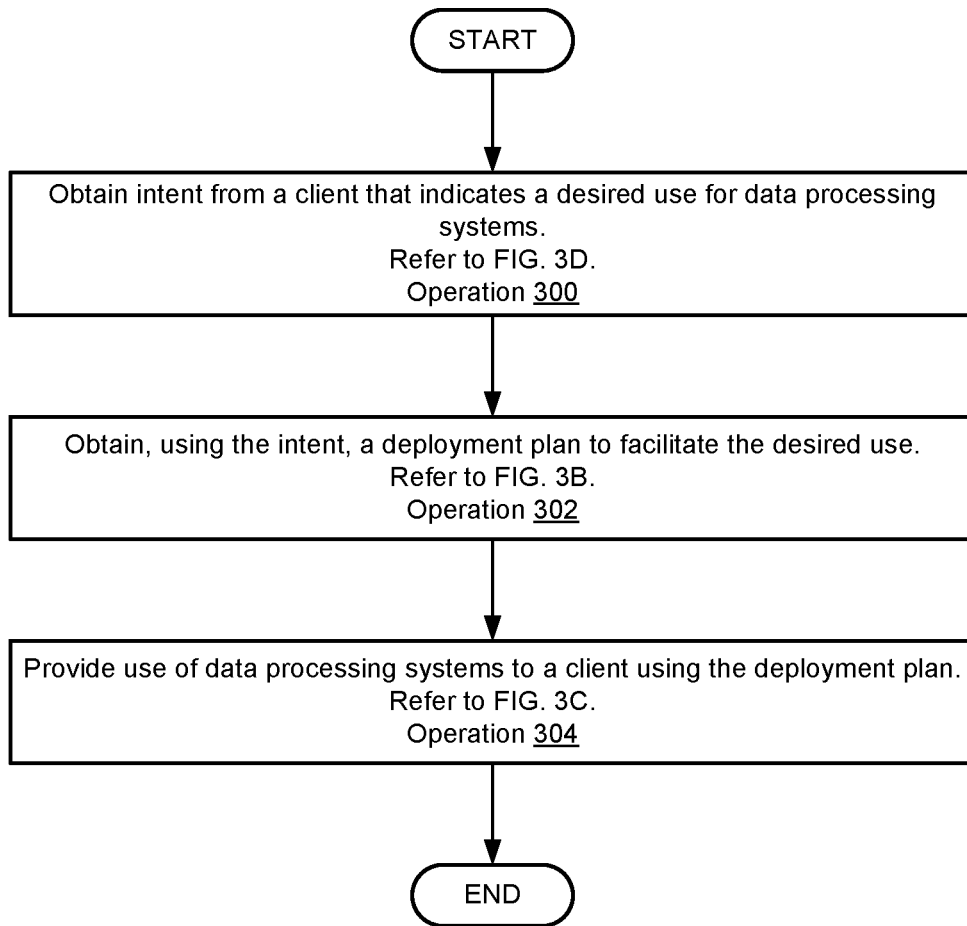 START
Obtain intent from a client that indicates a desired use for data processing
systems.
Refer to FIG. 3D.
Operation 300
Obtain, using the intent, a deployment plan to facilitate the desired use.
Refer to FIG. 3B.
Operation 302
Provide use of data processing systems to a client using the deployment plan.
Refer to FIG. 3C.
Operation 304
END